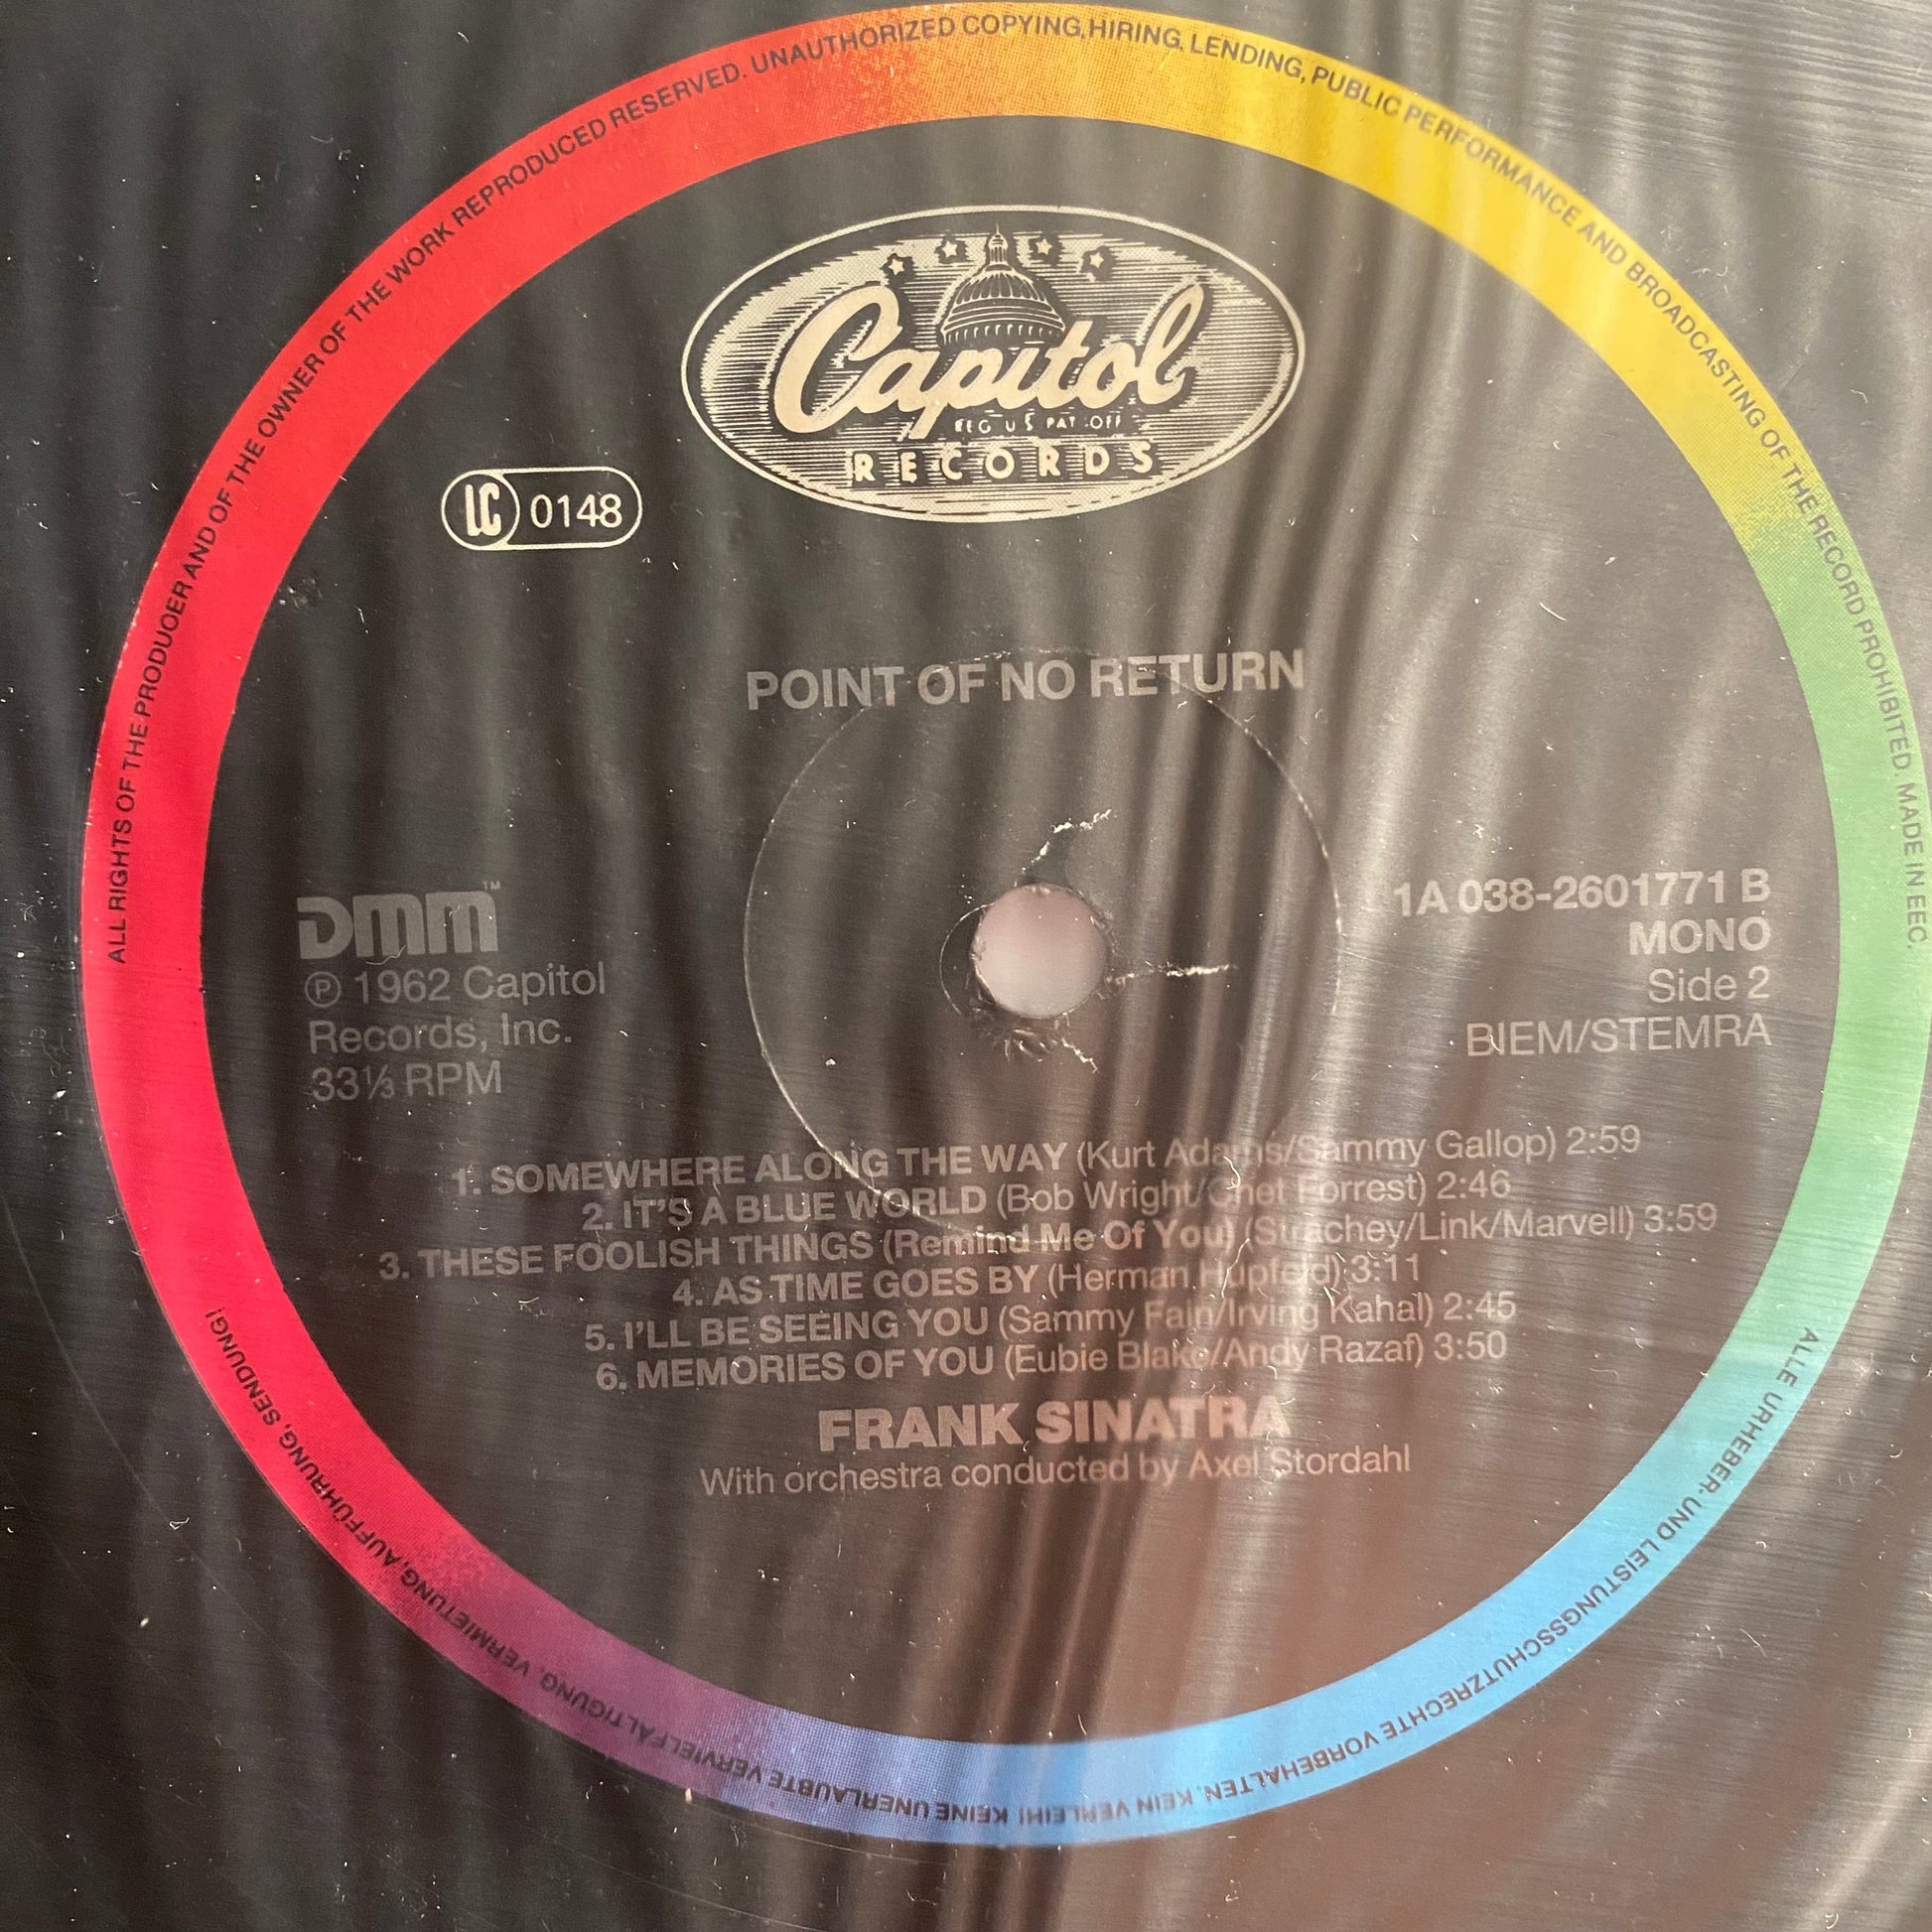 ALL RIGHTS OF THE PRODUCER AND OF THE OWNER OF THE WORK REPRODUCED RESERVED. UNAUTHORIZED COPYING, HIRING, LENDING, PUBLIC PERFORMANCE AND BROADCASTING OF THE RECORD PROHIBITED. MADE IN EEC.
Capitol
REG US PAT OFF
RECORDS
LC 0148
POINT OF NO RETURN
DMM™
℗ 1962 Capitol
Records, Inc.
33⅓ RPM
1A 038-2601771 B
MONO
Side 2
BIEM/STEMRA
1. SOMEWHERE ALONG THE WAY (Kurt Adams/Sammy Gallop) 2:59
2. IT'S A BLUE WORLD (Bob Wright/Chet Forrest) 2:46
3. THESE FOOLISH THINGS (Remind Me Of You) (Strachey/Link/Marvell) 3:59
4. AS TIME GOES BY (Herman Hupfeld) 3:11
5. I'LL BE SEEING YOU (Sammy Fain/Irving Kahal) 2:45
6. MEMORIES OF YOU (Eubie Blake/Andy Razaf) 3:50
FRANK SINATRA
With orchestra conducted by Axel Stordahl
ALLE URHEBER- UND LEISTUNGSSCHUTZRECHTE VORBEHALTEN. KEIN VERLEIH! KEINE UNERLAUBTE VERVIELFÄLTIGUNG, VERMIETUNG, AUFFÜHRUNG, SENDUNG!